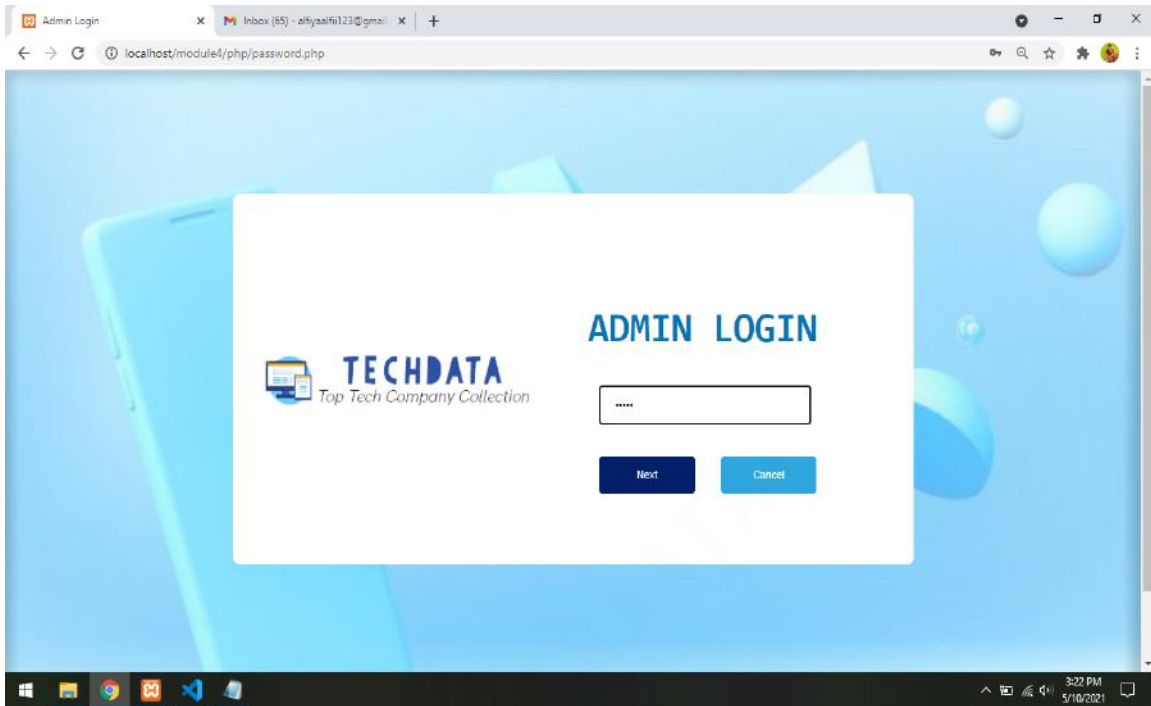 Admin Login
Inbox (65) - alfiyaalfii123@gmail
localhost/module4/php/password.php
ADMIN LOGIN
TECHDATA
Top Tech Company Collection
•••••
Next
Cancel
3:22 PM
5/10/2021